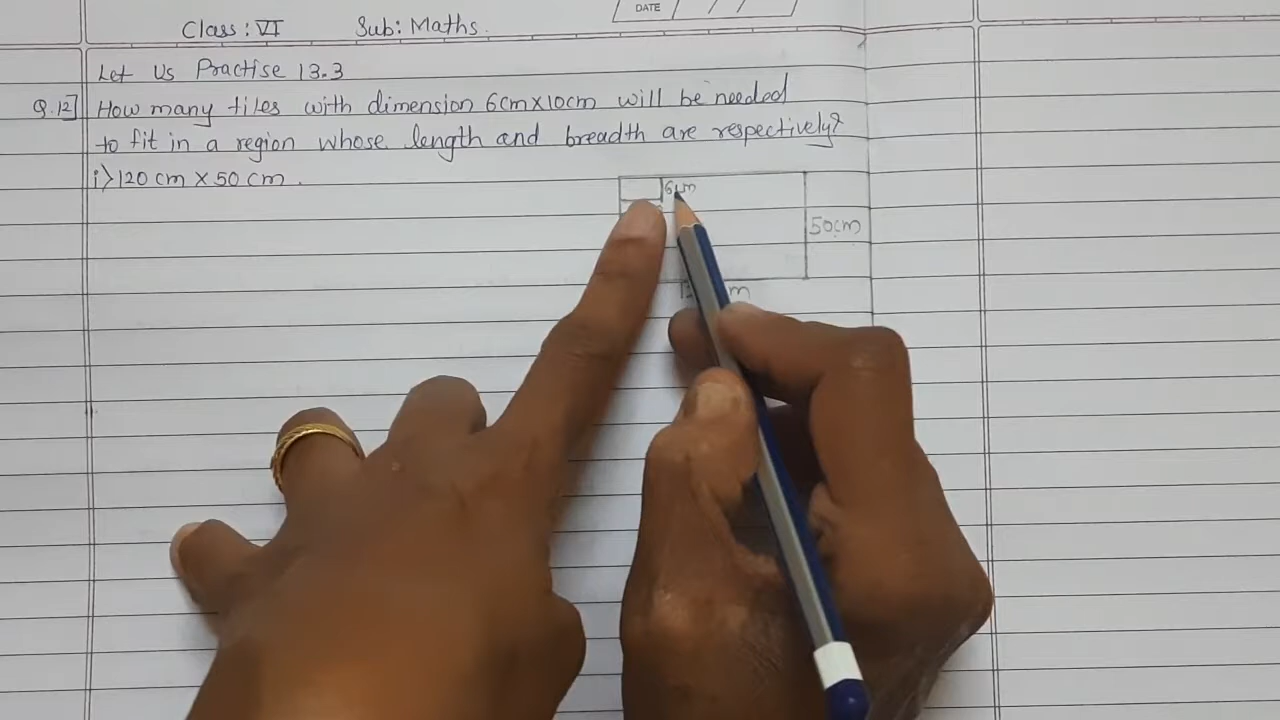 DATE
Class: VI Sub: Maths.
Let Us Practise 13.3
Q.12] How many tiles with dimension 6cm×10cm will be needed
to fit in a region whose length and breadth are respectively?
i) 120 cm × 50 cm.
6cm
50cm